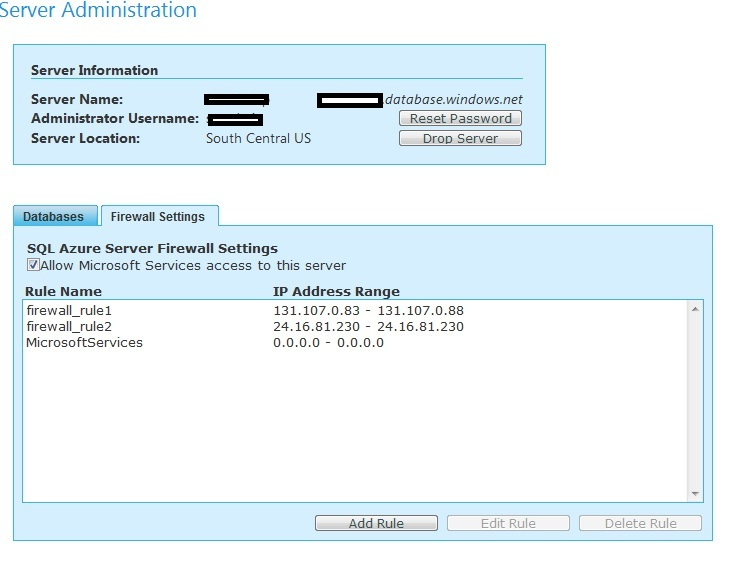 Server Administration
Server Information
Server Name: .database.windows.net
Administrator Username: Reset Password
Server Location: South Central US Drop Server
Databases Firewall Settings
SQL Azure Server Firewall Settings
Allow Microsoft Services access to this server
Rule Name IP Address Range
firewall_rule1 131.107.0.83 - 131.107.0.88
firewall_rule2 24.16.81.230 - 24.16.81.230
MicrosoftServices 0.0.0.0 - 0.0.0.0
Add Rule Edit Rule Delete Rule